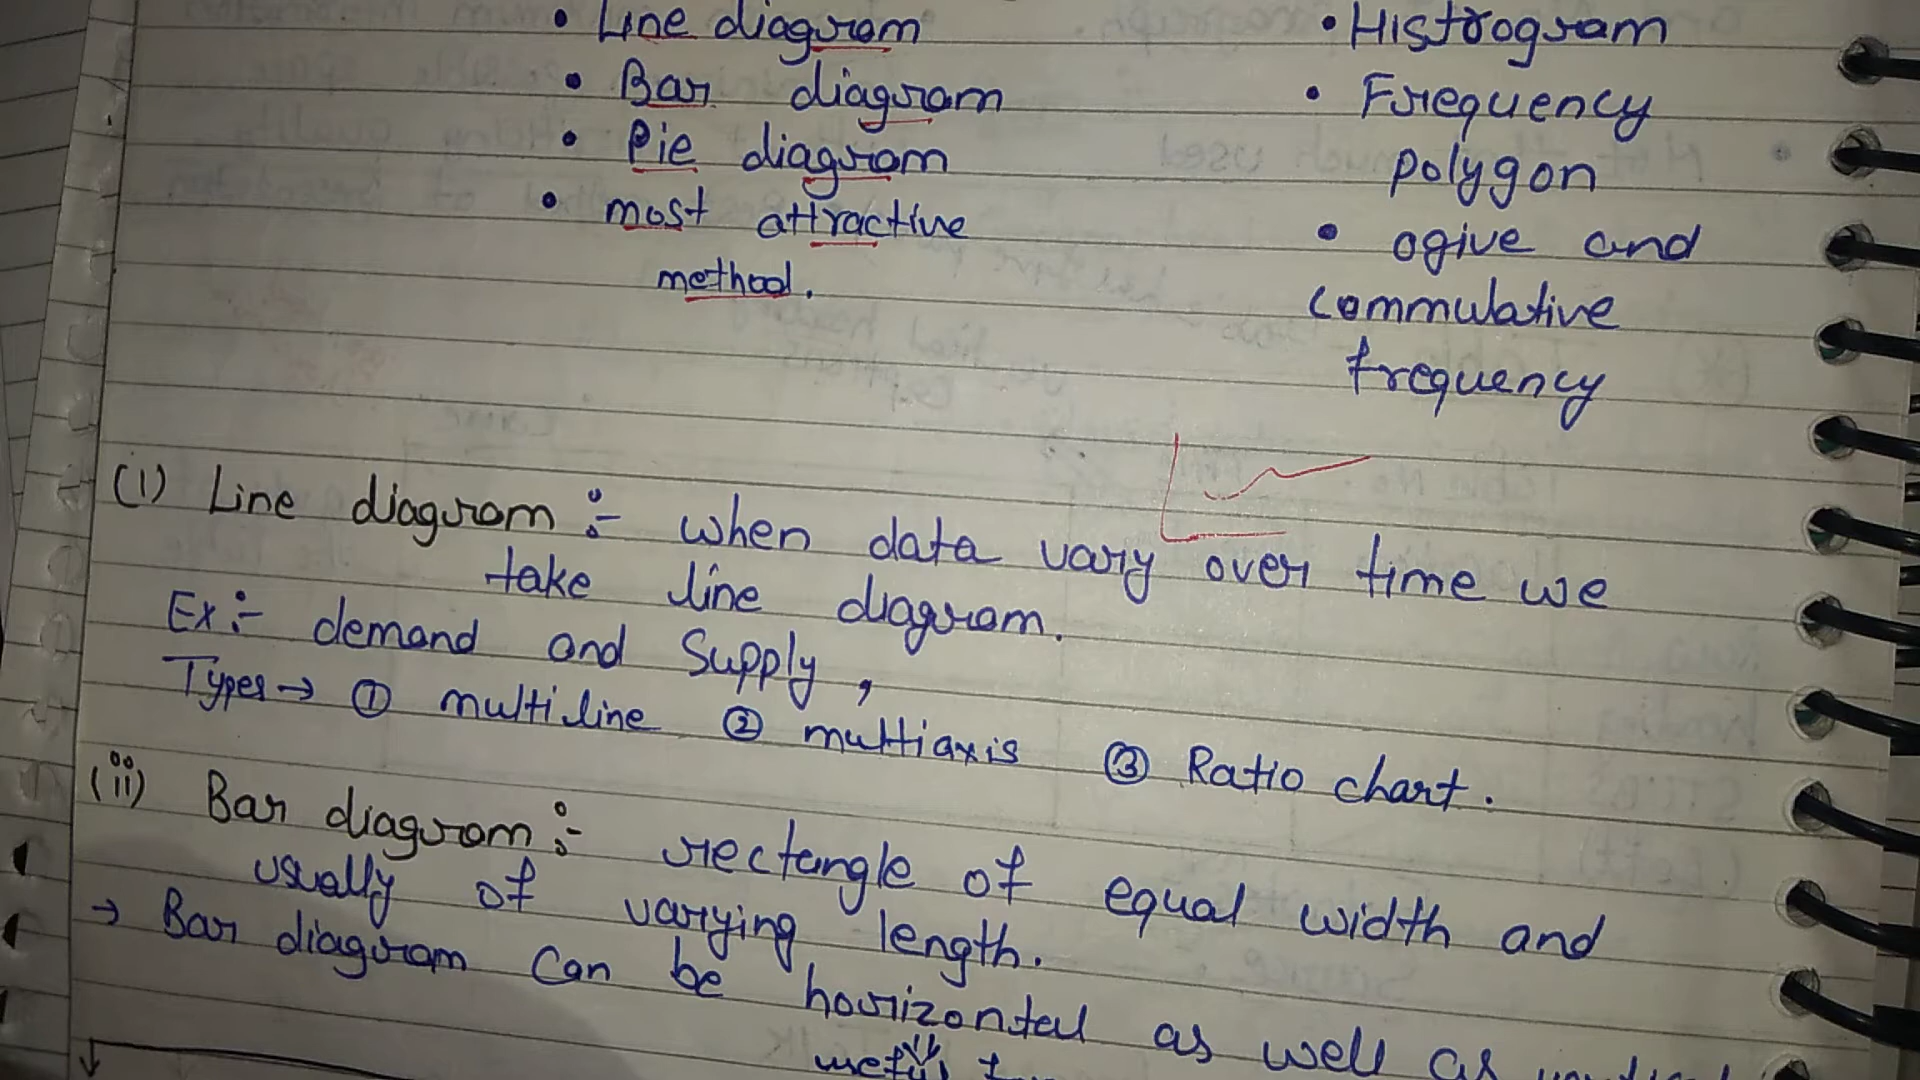 • Line diagram
• Bar diagram
• Pie diagram
• most attractive
method.
• Histrogram
• Frequency
polygon
• ogive and
commulative
frequency
(i) Line diagram :- when data vary over time we
take line diagram.
Ex:- demand and supply,
Types → ① multiline ② multiaxis ③ Ratio chart.
(ii) Bar diagram :- rectangle of equal width and
usually of varying length.
→ Bar diagram can be horizontal as well as